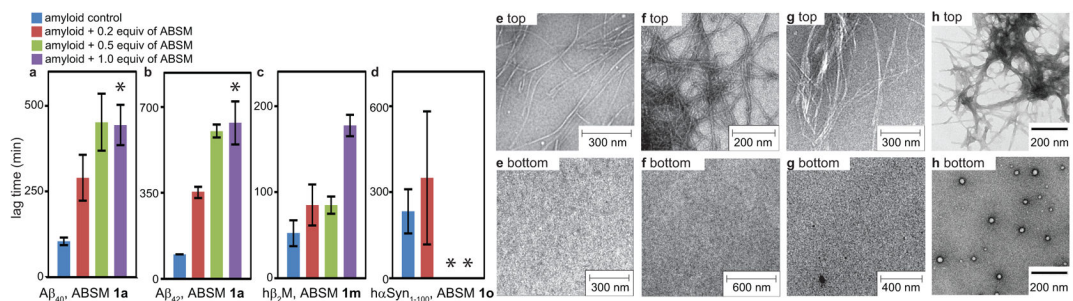 amyloid control
amyloid + 0.2 equiv of ABSM
amyloid + 0.5 equiv of ABSM
amyloid + 1.0 equiv of ABSM
a b c d
lag time (min)
500
250
0
700
350
0
200
100
0
600
300
0
*
*
* *
Aβ₄₀, ABSM 1a
Aβ₄₂, ABSM 1a
hβ₂M, ABSM 1m
hαSyn₁₋₁₀₀, ABSM 1o
e top
300 nm
f top
200 nm
g top
300 nm
h top
200 nm
e bottom
300 nm
f bottom
600 nm
g bottom
400 nm
h bottom
200 nm